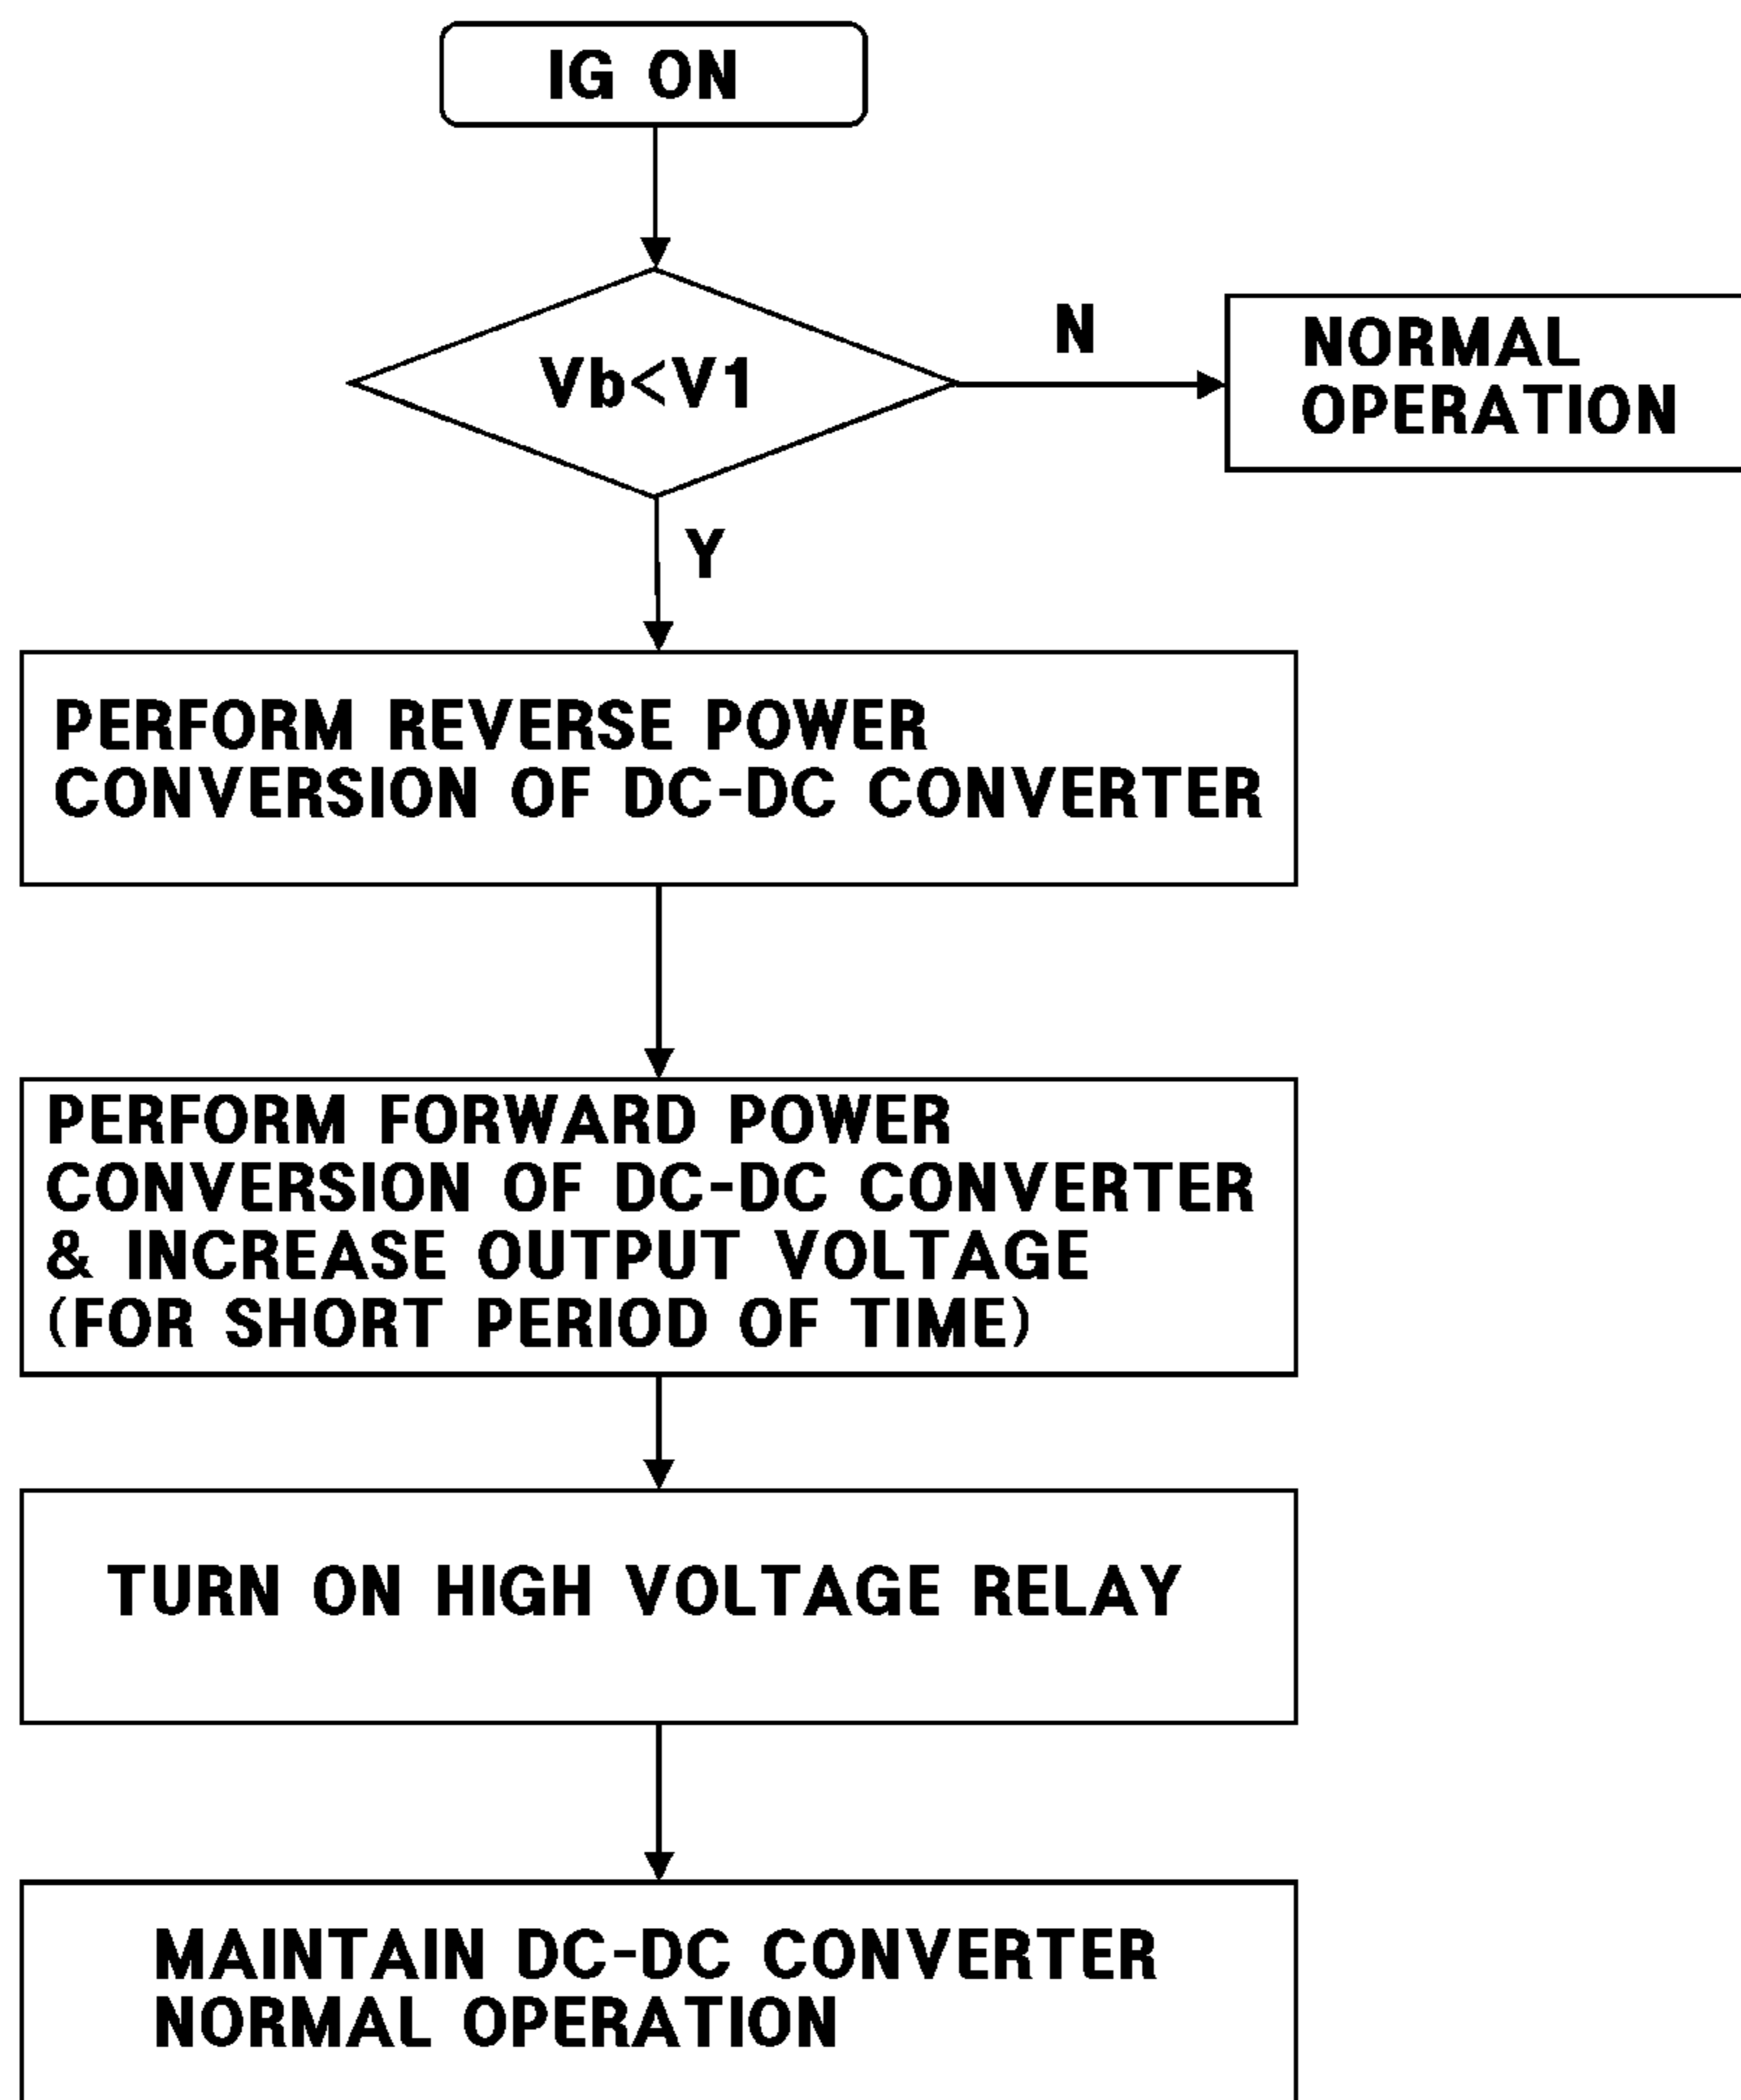 IG ON
Vb<V1
N
NORMAL
OPERATION
Y
PERFORM REVERSE POWER
CONVERSION OF DC-DC CONVERTER
PERFORM FORWARD POWER
CONVERSION OF DC-DC CONVERTER
& INCREASE OUTPUT VOLTAGE
(FOR SHORT PERIOD OF TIME)
TURN ON HIGH VOLTAGE RELAY
MAINTAIN DC-DC CONVERTER
NORMAL OPERATION